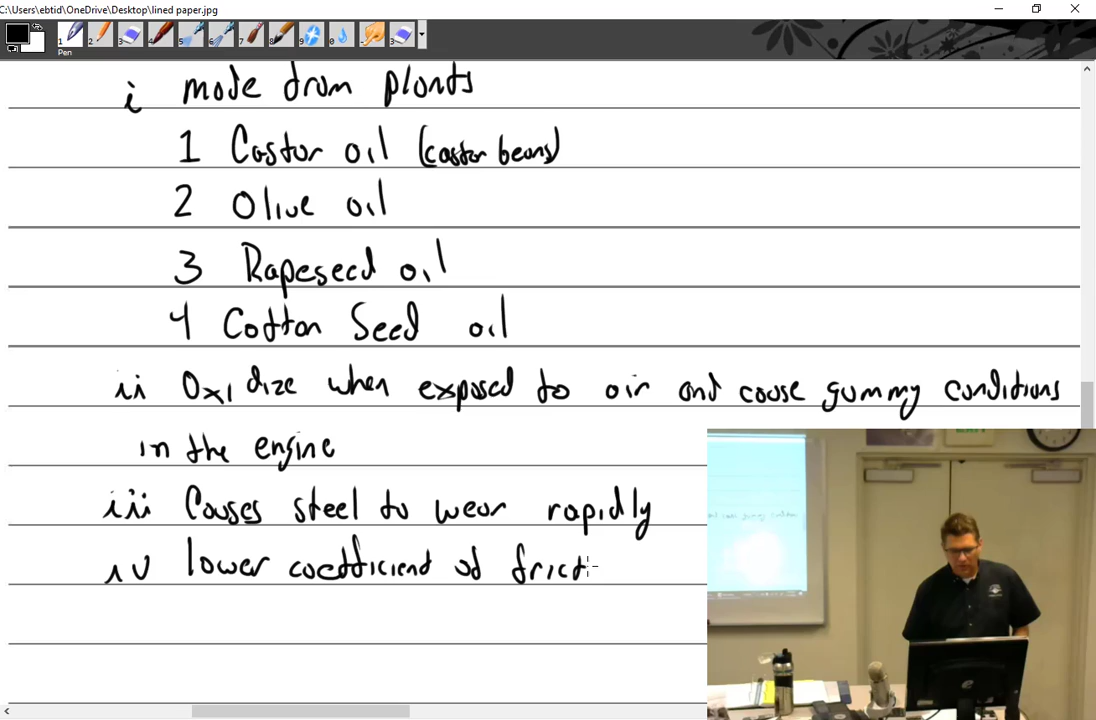 C:\Users\ebtid\OneDrive\Desktop\lined paper.jpg
Pen
i made from plants
1 Castor oil (castor beans)
2 Olive oil
3 Rapeseed oil
4 Cotton Seed oil
ii Oxidize when exposed to air and cause gummy conditions
in the engine
iii Causes steel to wear rapidly
iv lower coefficient of frict